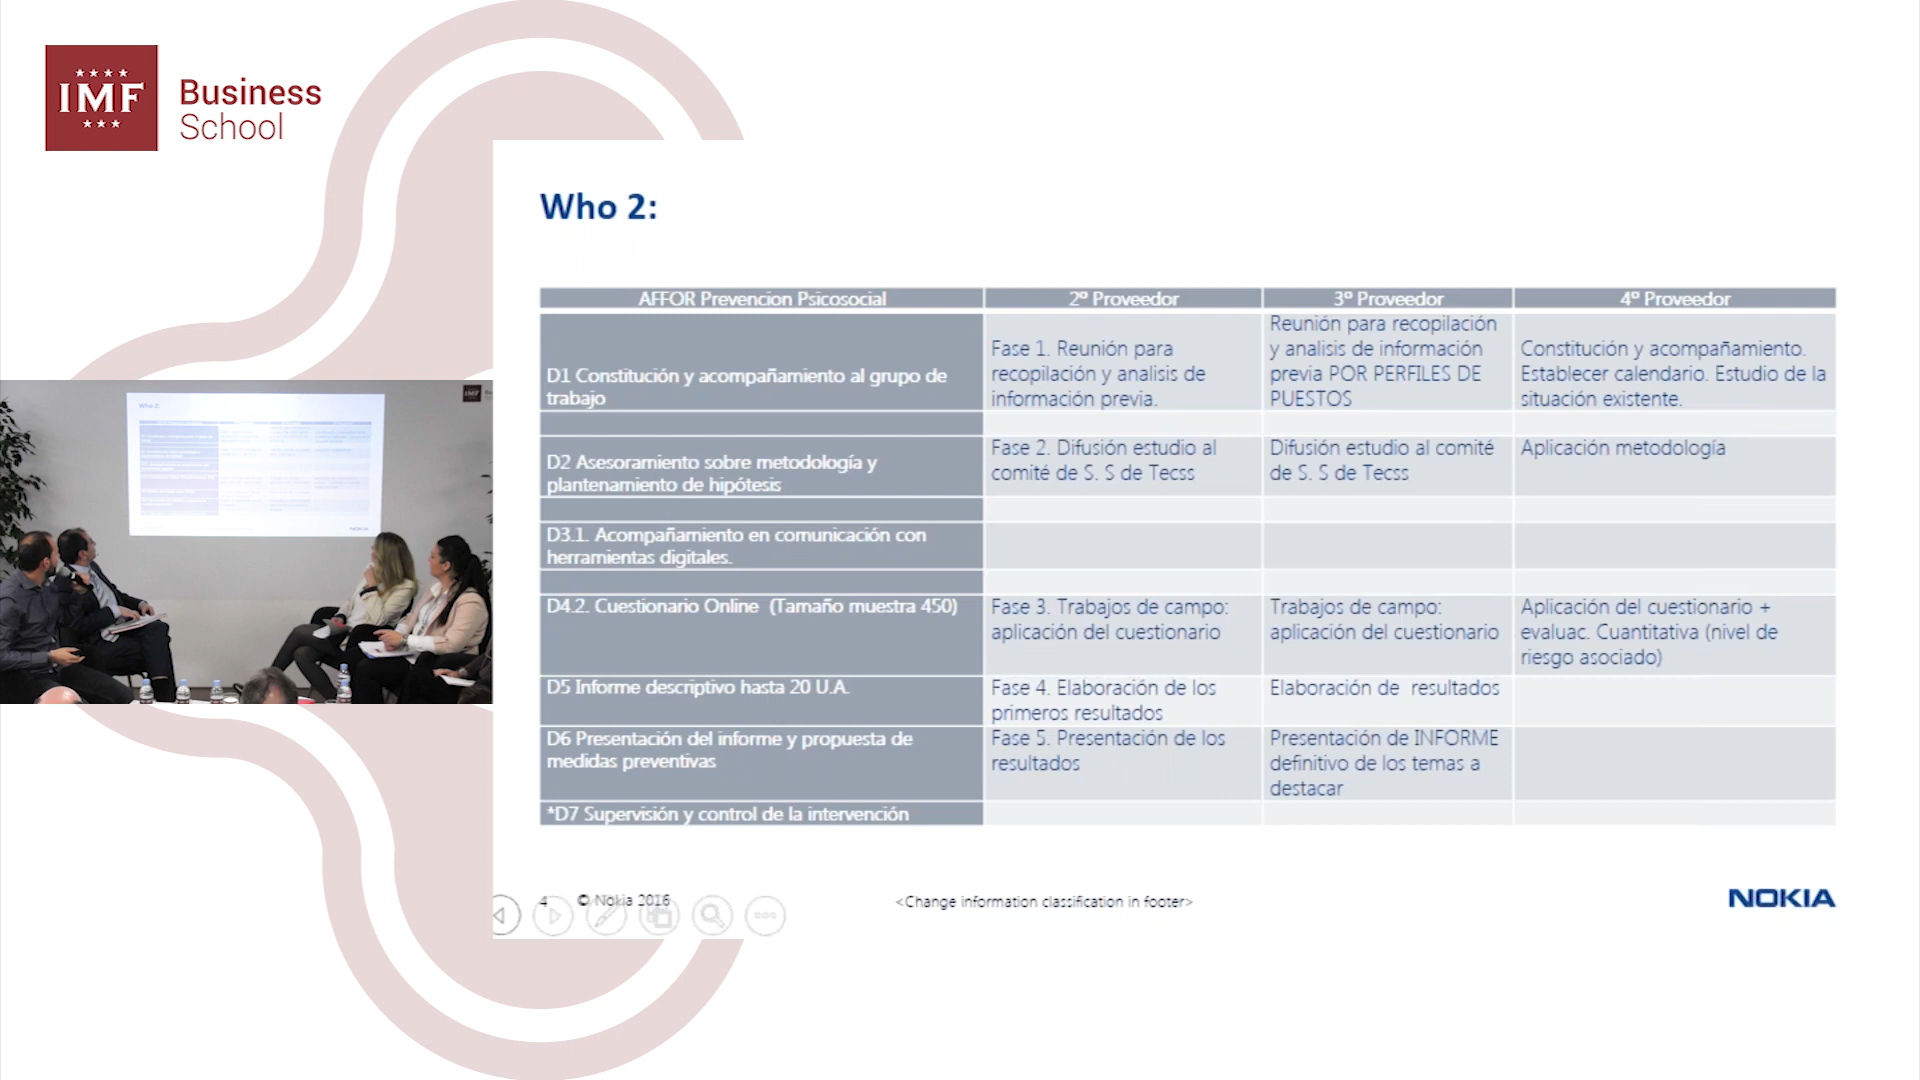 ★★★★
IMF
★★★
Business
School
Who 2:
AFFOR Prevencion Psicosocial
2º Proveedor
3º Proveedor
4º Proveedor
D1 Constitución y acompañamiento al grupo de
trabajo
Fase 1. Reunión para
recopilación y analisis de
información previa.
Reunión para recopilación
y analisis de información
previa POR PERFILES DE
PUESTOS
Constitución y acompañamiento.
Establecer calendario. Estudio de la
situación existente.
D2 Asesoramiento sobre metodología y
plantenamiento de hipótesis
Fase 2. Difusión estudio al
comité de S. S de Tecss
Difusión estudio al comité
de S. S de Tecss
Aplicación metodología
D3.1. Acompañamiento en comunicación con
herramientas digitales.
D4.2. Cuestionario Online (Tamaño muestra 450)
Fase 3. Trabajos de campo:
aplicación del cuestionario
Trabajos de campo:
aplicación del cuestionario
Aplicación del cuestionario +
evaluac. Cuantitativa (nivel de
riesgo asociado)
D5 Informe descriptivo hasta 20 U.A.
Fase 4. Elaboración de los
primeros resultados
Elaboración de resultados
D6 Presentación del informe y propuesta de
medidas preventivas
Fase 5. Presentación de los
resultados
Presentación de INFORME
definitivo de los temas a
destacar
*D7 Supervisión y control de la intervención
4
© Nokia 2016
<Change information classification in footer>
NOKIA
Who 2:
NOKIA
IMF